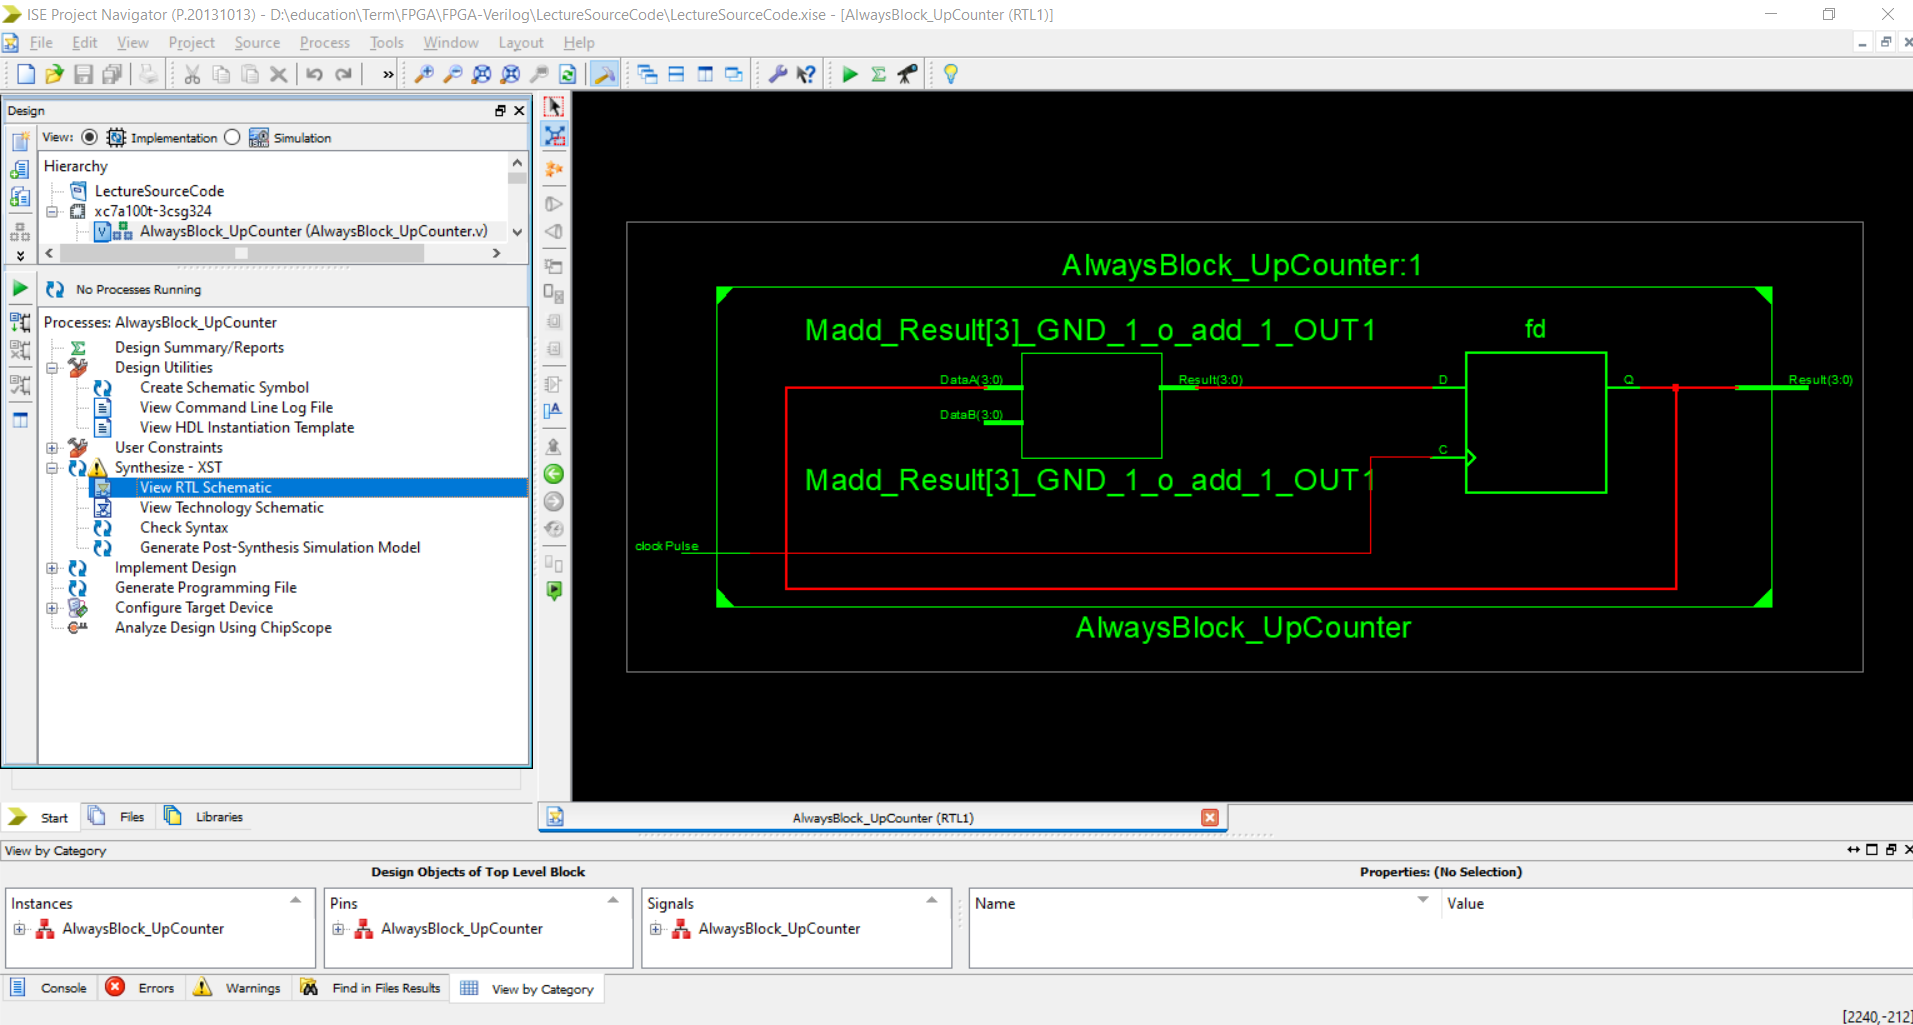 ISE Project Navigator (P.20131013) - D:\education\Term\FPGA\FPGA-Verilog\LectureSourceCode\LectureSourceCode.xise - [AlwaysBlock_UpCounter (RTL1)]
File Edit View Project Source Process Tools Window Layout Help
Design
View: Implementation Simulation
Hierarchy
LectureSourceCode
xc7a100t-3csg324
AlwaysBlock_UpCounter (AlwaysBlock_UpCounter.v)
No Processes Running
Processes: AlwaysBlock_UpCounter
Design Summary/Reports
Design Utilities
Create Schematic Symbol
View Command Line Log File
View HDL Instantiation Template
User Constraints
Synthesize - XST
View RTL Schematic
View Technology Schematic
Check Syntax
Generate Post-Synthesis Simulation Model
Implement Design
Generate Programming File
Configure Target Device
Analyze Design Using ChipScope
Start Files Libraries
AlwaysBlock_UpCounter:1
Madd_Result[3]_GND_1_o_add_1_OUT1
fd
DataA(3:0)
Result(3:0)
D
Q
Result(3:0)
DataB(3:0)
C
Madd_Result[3]_GND_1_o_add_1_OUT1
clockPulse
AlwaysBlock_UpCounter
AlwaysBlock_UpCounter (RTL1)
View by Category
Design Objects of Top Level Block
Properties: (No Selection)
Instances
AlwaysBlock_UpCounter
Pins
AlwaysBlock_UpCounter
Signals
AlwaysBlock_UpCounter
Name Value
Console Errors Warnings Find in Files Results View by Category
[2240,-212]